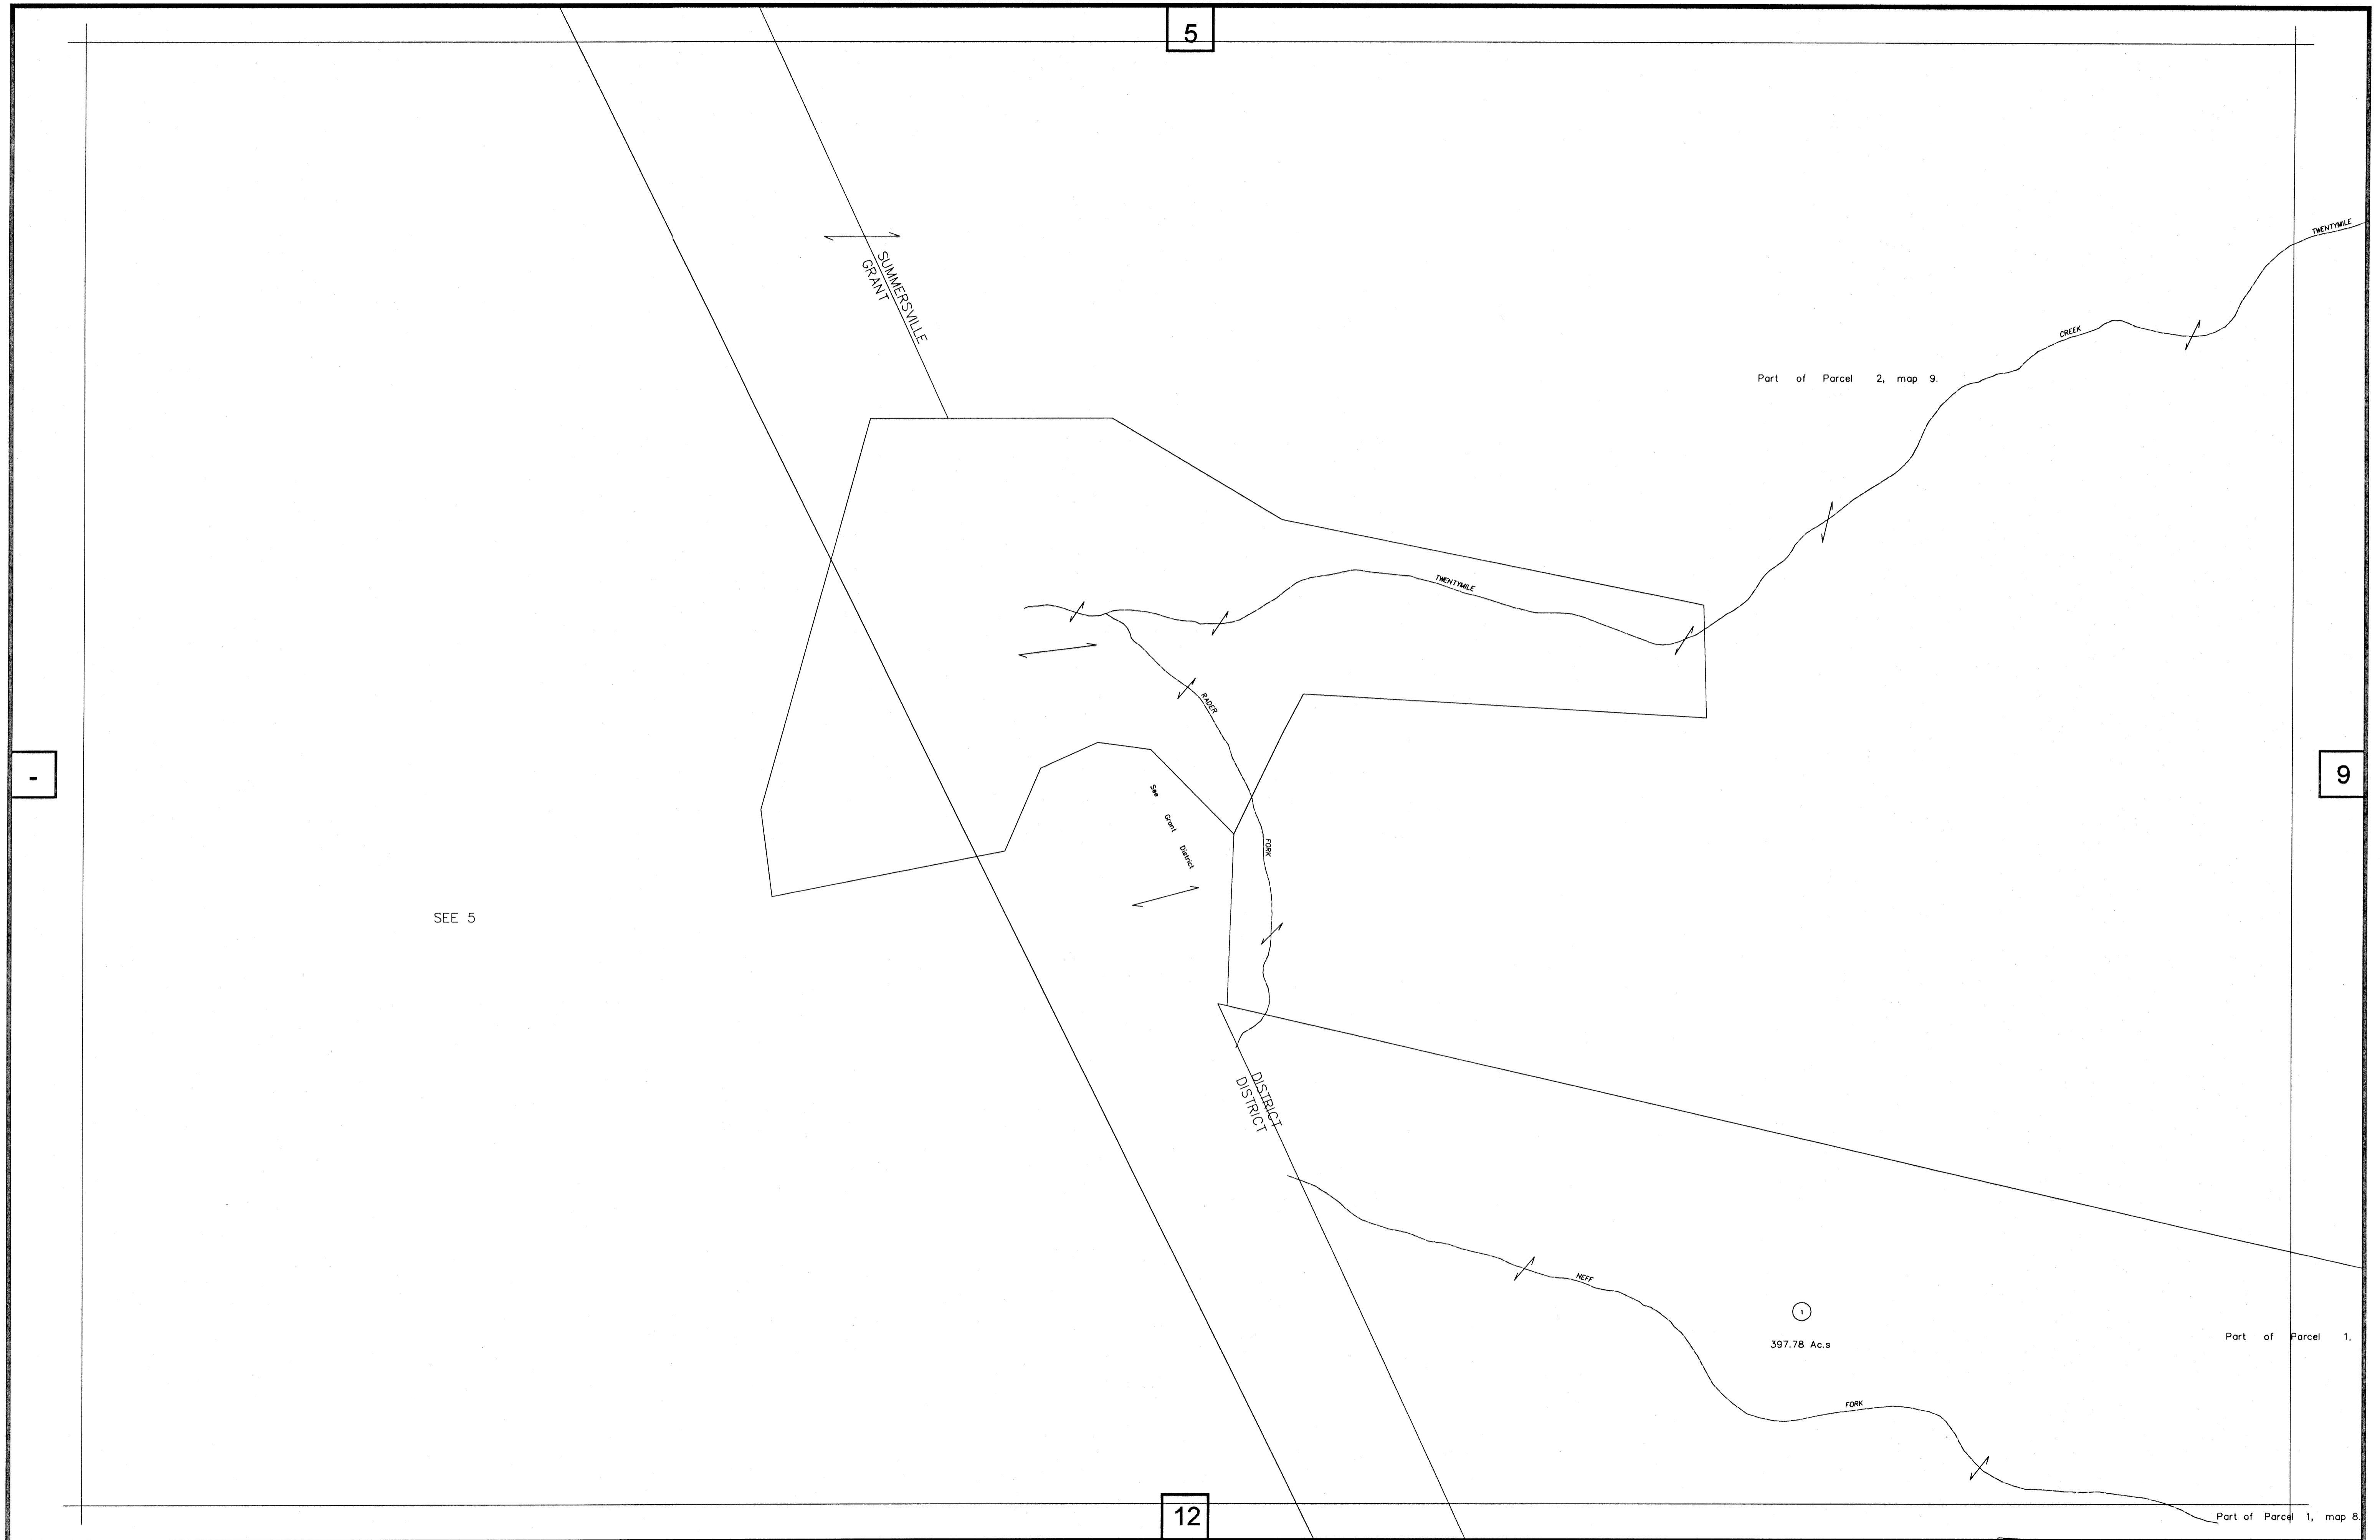 5
TWENTYMILE
SUMMERSVILLE
GRANT
CREEK
Part of Parcel 2, map 9.
TWENTYMILE
RADER
-
9
See Grant District
FORK
SEE 5
DISTRICT
DISTRICT
NEFF
1
397.78 Ac.s
Part of Parcel 1,
FORK
12
Part of Parcel 1, map 8.